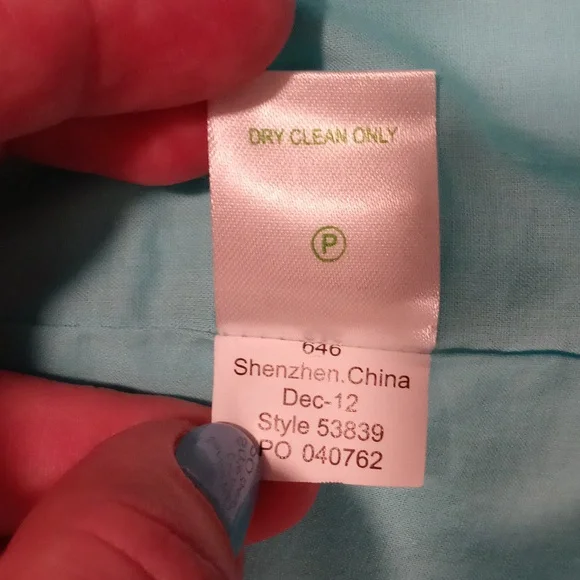 DRY CLEAN ONLY
P
646
Shenzhen.China
Dec-12
Style 53839
PO 040762